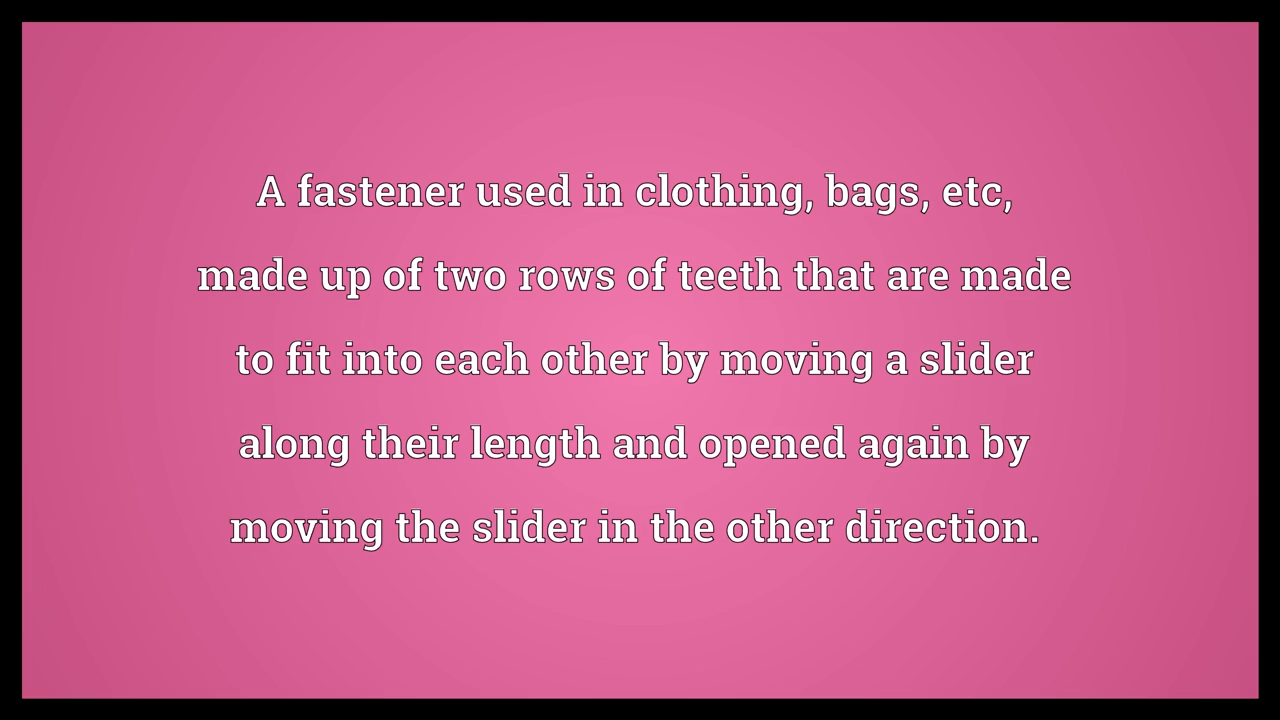 A fastener used in clothing, bags, etc,
made up of two rows of teeth that are made
to fit into each other by moving a slider
along their length and opened again by
moving the slider in the other direction.